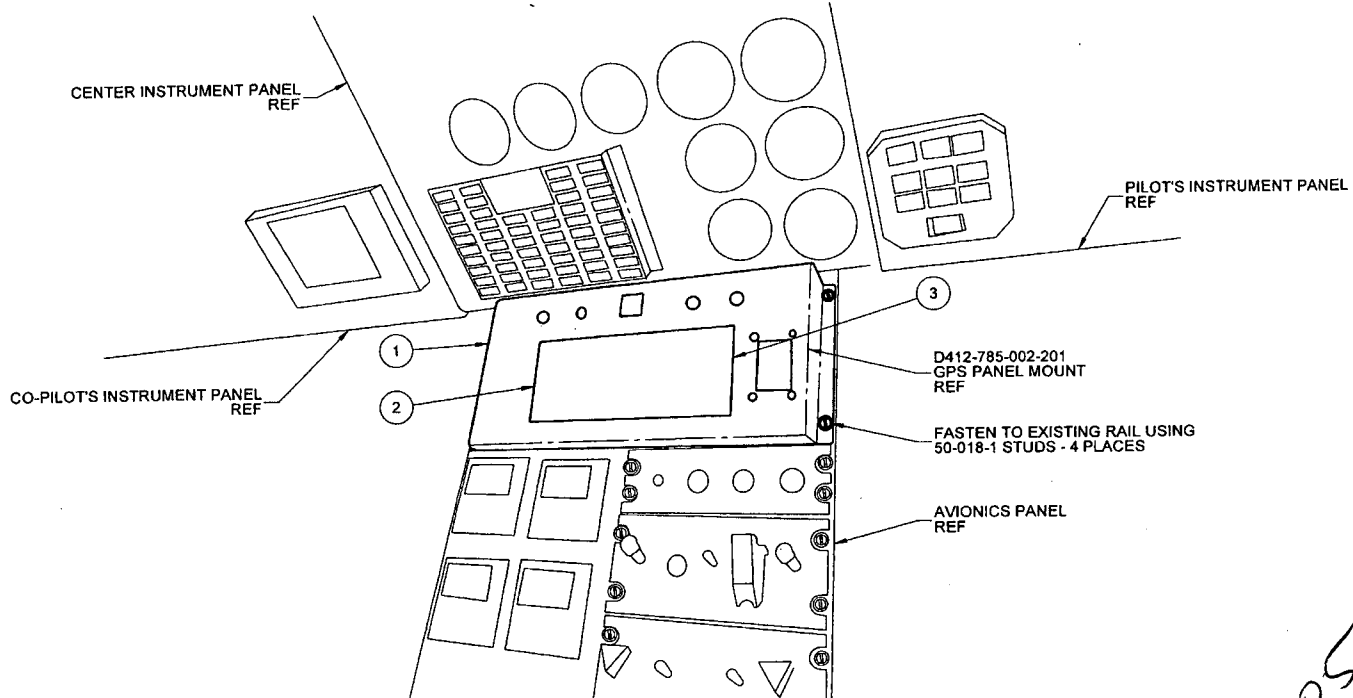 CENTER INSTRUMENT PANEL
REF
PILOT'S INSTRUMENT PANEL
REF
3
1
D412-785-002-201
GPS PANEL MOUNT
REF
CO-PILOT'S INSTRUMENT PANEL
REF
2
FASTEN TO EXISTING RAIL USING
50-018-1 STUDS - 4 PLACES
AVIONICS PANEL
REF